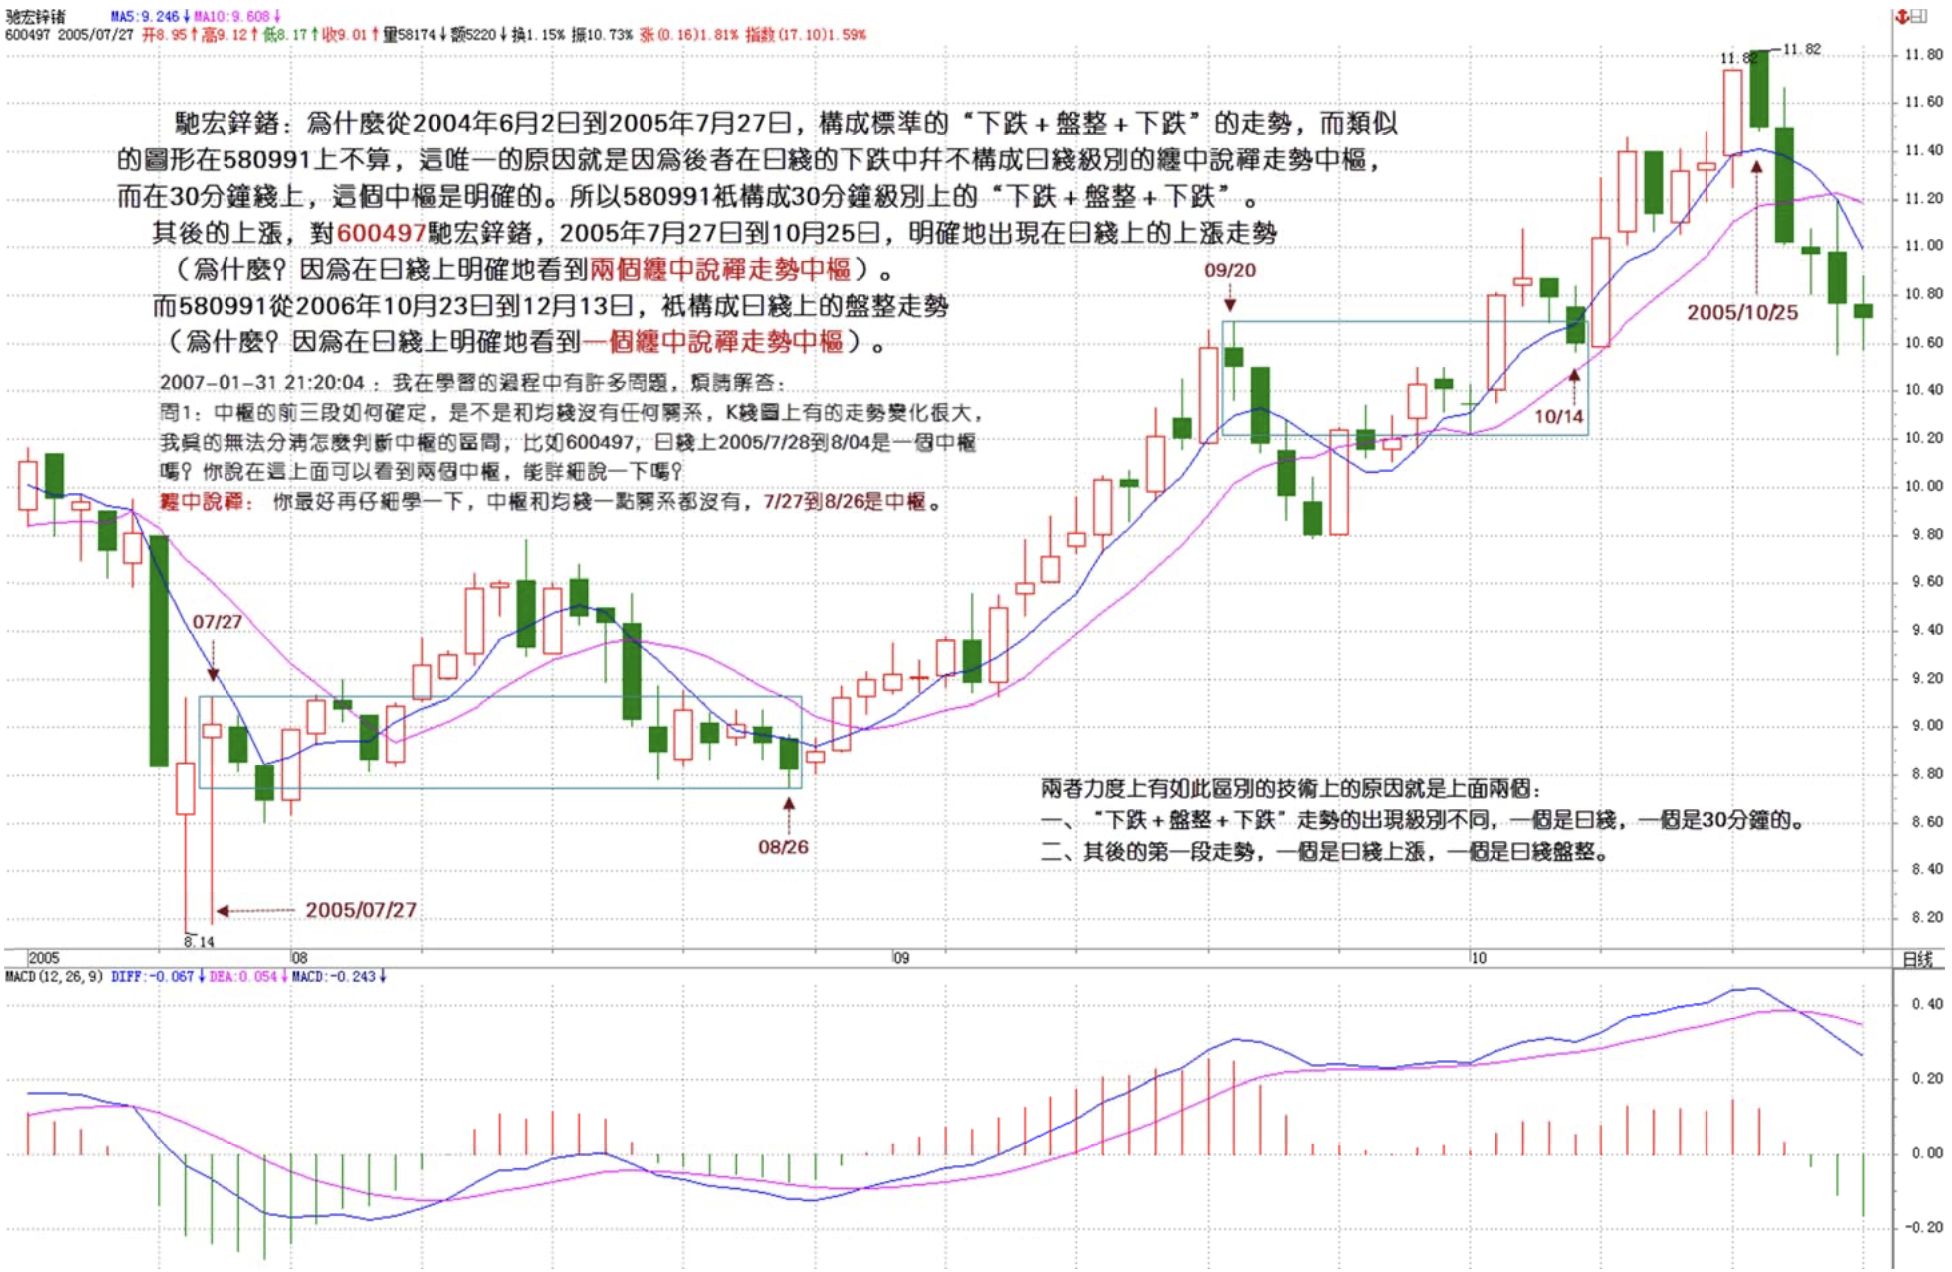 驰宏锌锗 MA5:9.246↓ MA10:9.608↓
600497 2005/07/27 开8.95↑高9.12↑低8.17↑收9.01↑量58174↓额5220↓换1.15% 振10.73% 涨(0.16)1.81% 指数(17.10)1.59%
11.82
11.82
11.80
馳宏鋅鍺：爲什麼從2004年6月2日到2005年7月27日，構成標準的“下跌＋盤整＋下跌”的走勢，而類似
的圖形在580991上不算，這唯一的原因就是因爲後者在日綫的下跌中幷不構成日綫級別的纏中說禪走勢中樞，
而在30分鐘綫上，這個中樞是明確的。所以580991衹構成30分鐘級別上的“下跌＋盤整＋下跌”。
其後的上漲，對600497馳宏鋅鍺，2005年7月27日到10月25日，明確地出現在日綫上的上漲走勢
（爲什麼？因爲在日綫上明確地看到兩個纏中說禪走勢中樞）。
而580991從2006年10月23日到12月13日，衹構成日綫上的盤整走勢
（爲什麼？因爲在日綫上明確地看到一個纏中說禪走勢中樞）。
2007-01-31 21:20:04：我在學習的過程中有許多問題，煩請解答：
問1：中樞的前三段如何確定，是不是和均綫沒有任何關系，K綫圖上有的走勢變化很大，
我眞的無法分清怎麼判斷中樞的區間，比如600497，日綫上2005/7/28到8/04是一個中樞
嗎？你說在這上面可以看到兩個中樞，能詳細說一下嗎？
纏中說禪：你最好再仔細學一下，中樞和均綫一點關系都沒有，7/27到8/26是中樞。
11.60
11.40
11.20
11.00
10.80
10.60
10.40
10.20
10.00
9.80
9.60
9.40
9.20
9.00
8.80
8.60
8.40
8.20
09/20
2005/10/25
10/14
07/27
08/26
2005/07/27
8.14
兩者力度上有如此區別的技術上的原因就是上面兩個：
一、“下跌＋盤整＋下跌”走勢的出現級別不同，一個是日綫，一個是30分鐘的。
二、其後的第一段走勢，一個是日綫上漲，一個是日綫盤整。
2005 08 09 10 日线
MACD(12,26,9) DIFF:-0.067↓ DEA:0.054↓ MACD:-0.243↓
0.40
0.20
0.00
-0.20